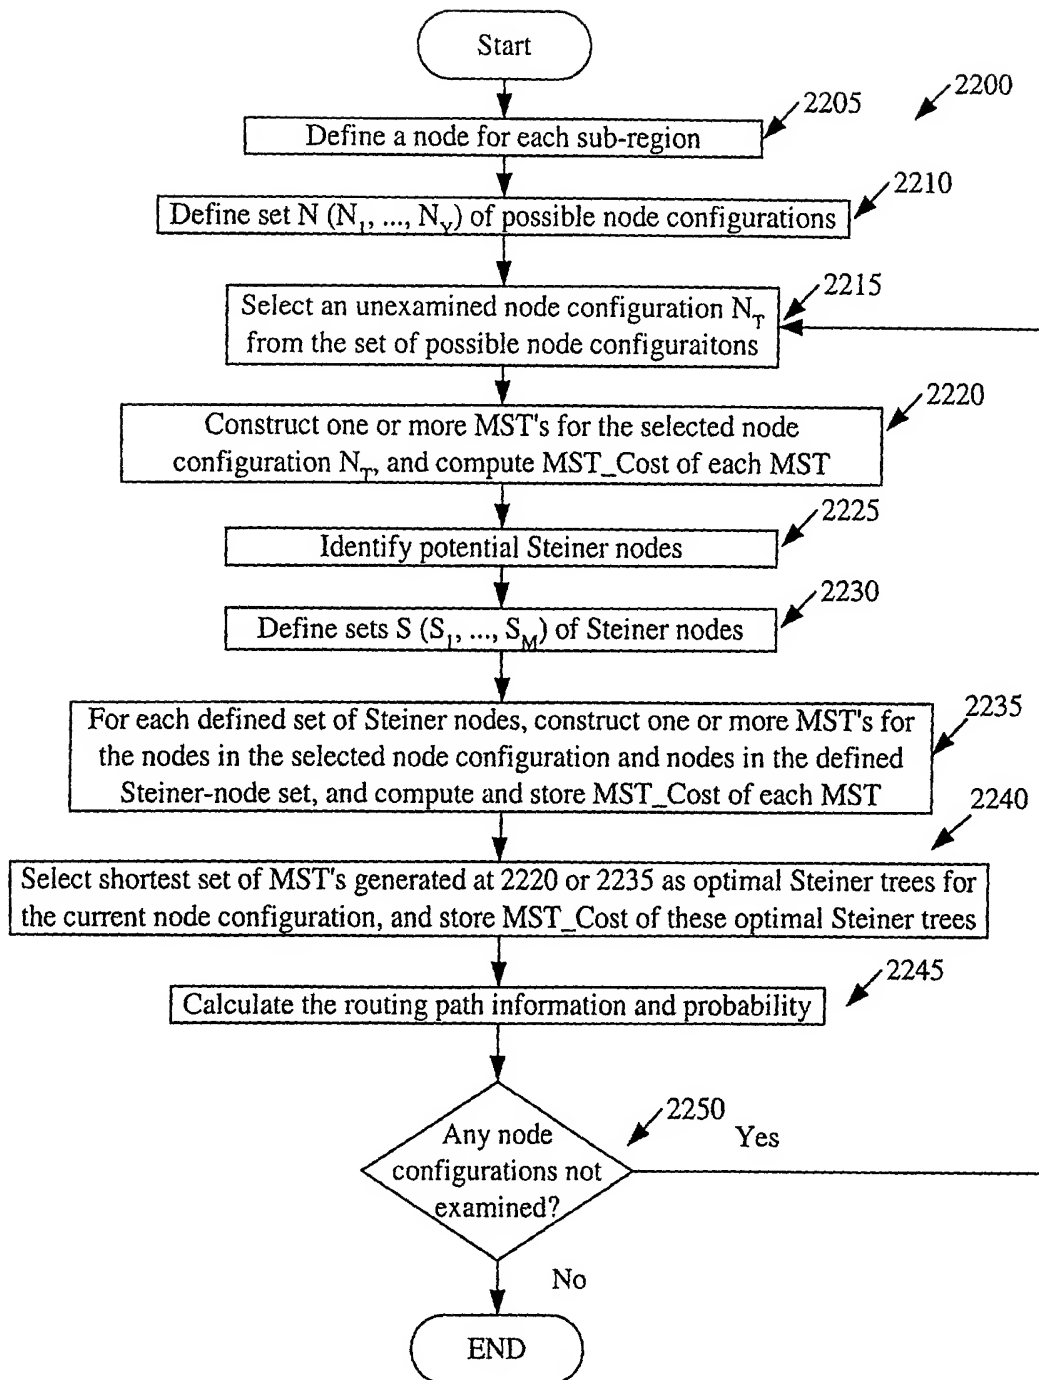 Start
2200
2205
Define a node for each sub-region
2210
Define set N (N1, ..., NY) of possible node configurations
2215
Select an unexamined node configuration NT
from the set of possible node configuraitons
2220
Construct one or more MST's for the selected node
configuration NT, and compute MST_Cost of each MST
2225
Identify potential Steiner nodes
2230
Define sets S (S1, ..., SM) of Steiner nodes
2235
For each defined set of Steiner nodes, construct one or more MST's for
the nodes in the selected node configuration and nodes in the defined
Steiner-node set, and compute and store MST_Cost of each MST
2240
Select shortest set of MST's generated at 2220 or 2235 as optimal Steiner trees for
the current node configuration, and store MST_Cost of these optimal Steiner trees
2245
Calculate the routing path information and probability
2250
Yes
Any node
configurations not
examined?
No
END